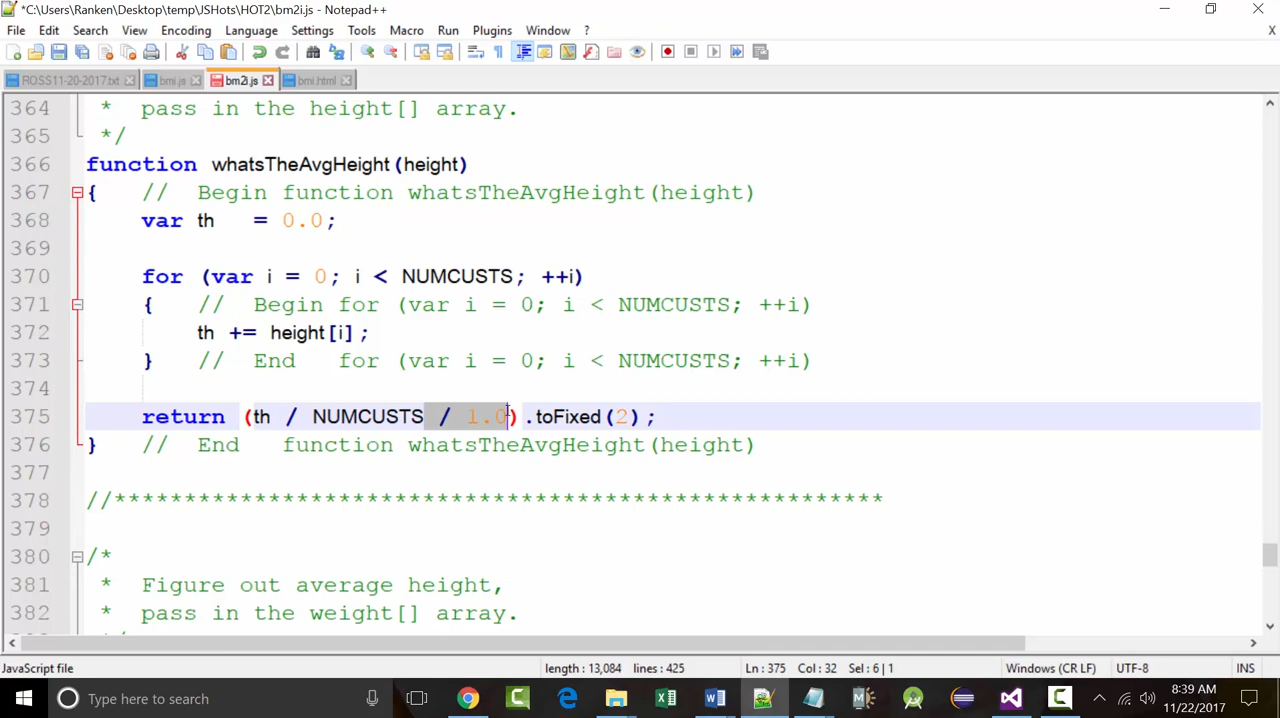 *C:\Users\Ranken\Desktop\temp\JSHots\HOT2\bm2i.js - Notepad++
File Edit Search View Encoding Language Settings Tools Macro Run Plugins Window ? X
ROSS11-20-2017.txt bmi.js bm2i.js bmi.html
364 * pass in the height[] array.
365 */
366 function whatsTheAvgHeight(height)
367 { // Begin function whatsTheAvgHeight(height)
368 var th = 0.0;
369
370 for (var i = 0; i < NUMCUSTS; ++i)
371 { // Begin for (var i = 0; i < NUMCUSTS; ++i)
372 th += height[i];
373 } // End for (var i = 0; i < NUMCUSTS; ++i)
374
375 return (th / NUMCUSTS / 1.0).toFixed(2);
376 } // End function whatsTheAvgHeight(height)
377
378 //*******************************************************
379
380 /*
381 * Figure out average height,
382 * pass in the weight[] array.
JavaScript file length : 13,084 lines : 425 Ln : 375 Col : 32 Sel : 6 | 1 Windows (CR LF) UTF-8 INS
Type here to search
8:39 AM
11/22/2017